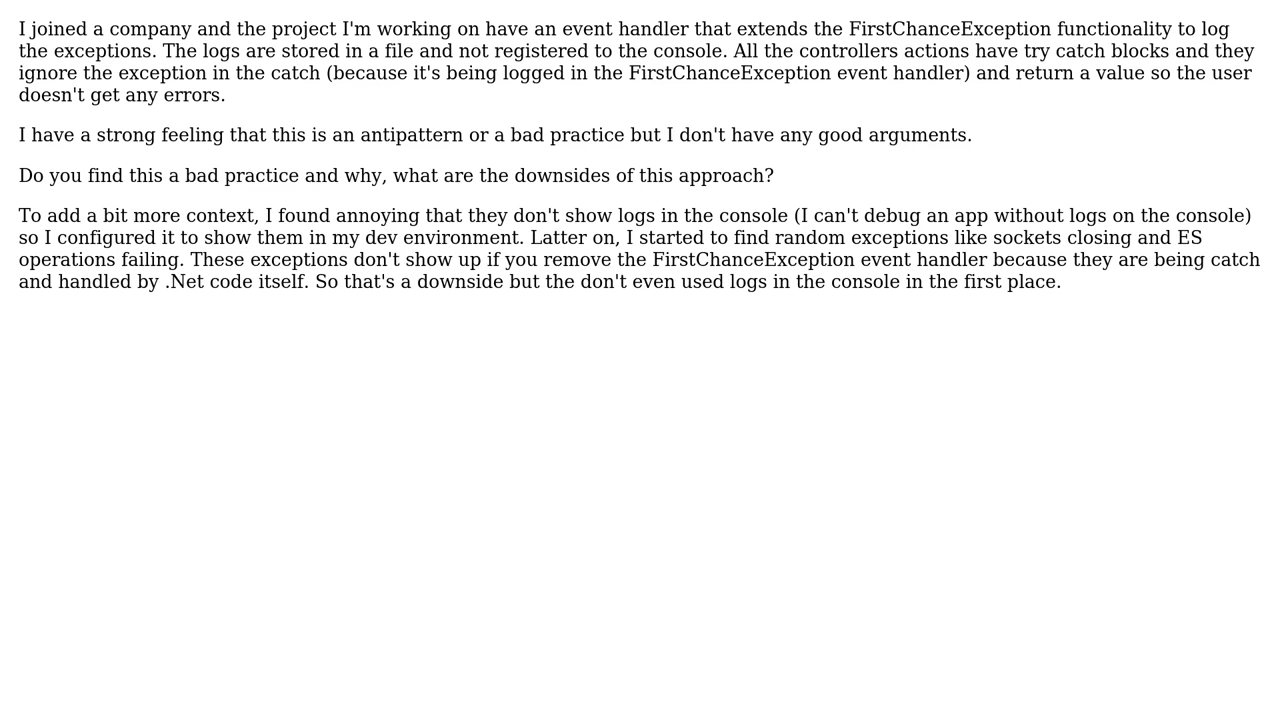 I joined a company and the project I'm working on have an event handler that extends the FirstChanceException functionality to log
the exceptions. The logs are stored in a file and not registered to the console. All the controllers actions have try catch blocks and they
ignore the exception in the catch (because it's being logged in the FirstChanceException event handler) and return a value so the user
doesn't get any errors.
I have a strong feeling that this is an antipattern or a bad practice but I don't have any good arguments.
Do you find this a bad practice and why, what are the downsides of this approach?
To add a bit more context, I found annoying that they don't show logs in the console (I can't debug an app without logs on the console)
so I configured it to show them in my dev environment. Latter on, I started to find random exceptions like sockets closing and ES
operations failing. These exceptions don't show up if you remove the FirstChanceException event handler because they are being catch
and handled by .Net code itself. So that's a downside but the don't even used logs in the console in the first place.